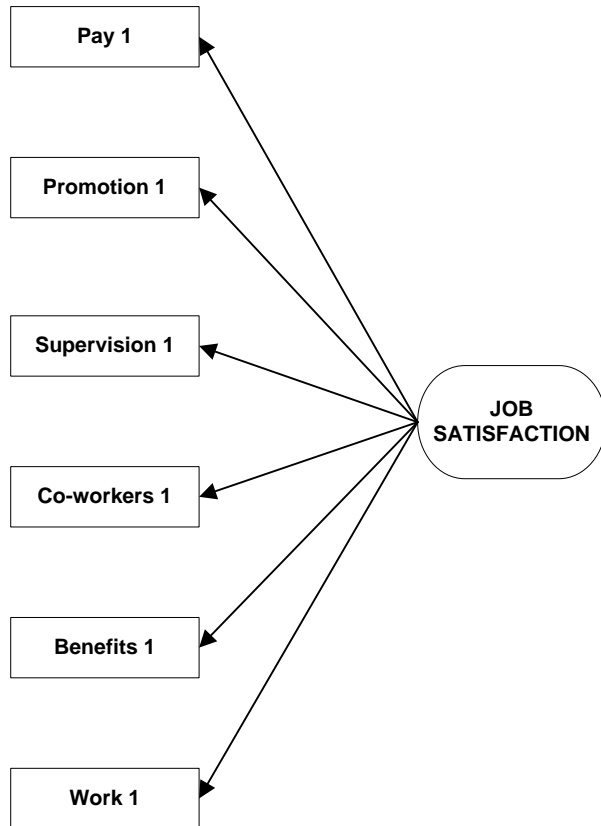 Pay 1
Promotion 1
Supervision 1
JOB
SATISFACTION
Co-workers 1
Benefits 1
Work 1